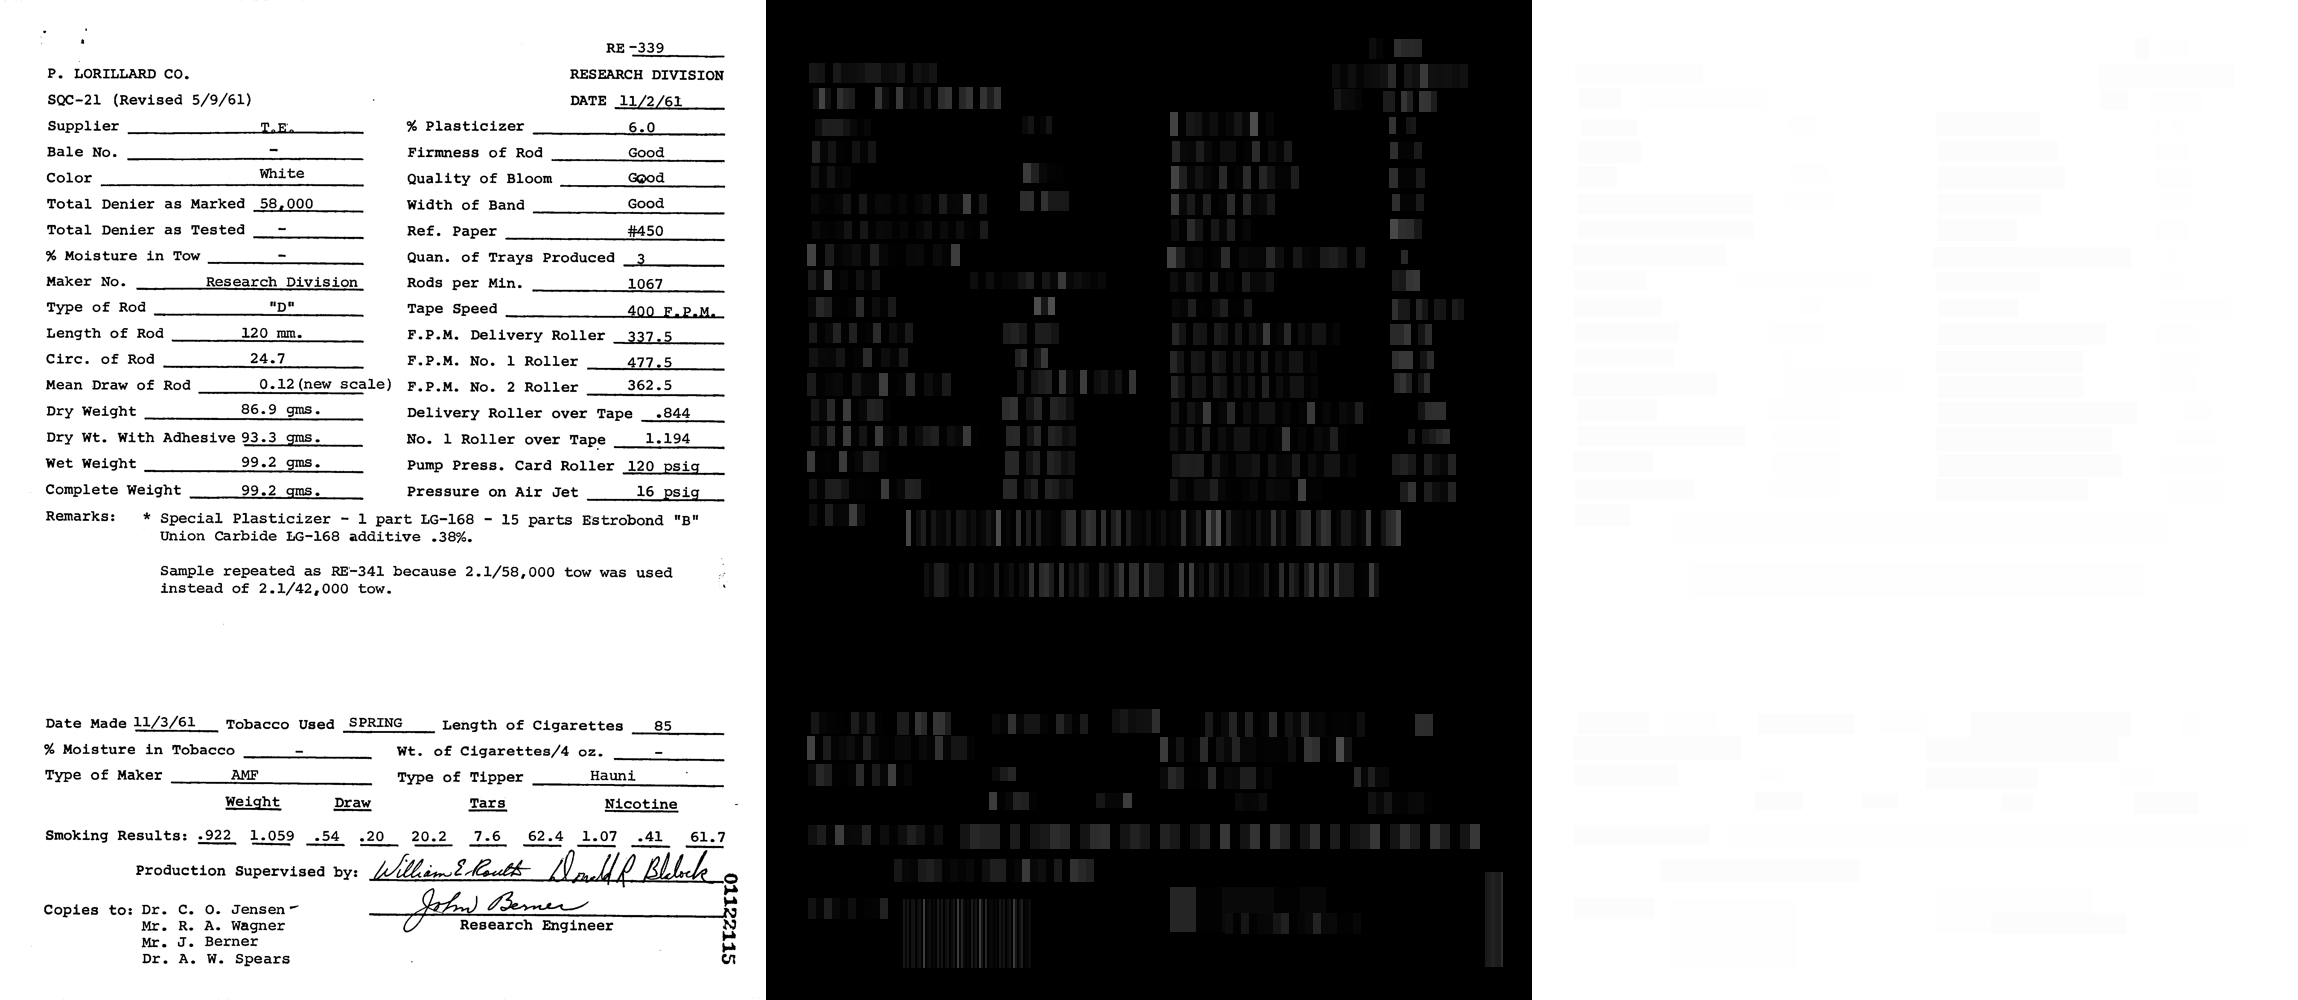 RE-339
P. LORILLARD CO. RESEARCH DIVISION
SQC-21 (Revised 5/9/61) DATE 11/2/61
Supplier T.E. % Plasticizer 6.0
Bale No. - Firmness of Rod Good
Color White Quality of Bloom Good
Total Denier as Marked 58,000 Width of Band Good
Total Denier as Tested - Ref. Paper #450
% Moisture in Tow - Quan. of Trays Produced 3
Maker No. Research Division Rods per Min. 1067
Type of Rod "D" Tape Speed 400 F.P.M.
Length of Rod 120 mm. F.P.M. Delivery Roller 337.5
Circ. of Rod 24.7 F.P.M. No. 1 Roller 477.5
Mean Draw of Rod 0.12(new scale) F.P.M. No. 2 Roller 362.5
Dry Weight 86.9 gms. Delivery Roller over Tape .844
Dry Wt. With Adhesive 93.3 gms. No. 1 Roller over Tape 1.194
Wet Weight 99.2 gms. Pump Press. Card Roller 120 psig
Complete Weight 99.2 gms. Pressure on Air Jet 16 psig
Remarks: * Special Plasticizer - 1 part LG-168 - 15 parts Estrobond "B"
Union Carbide LG-168 additive .38%.
Sample repeated as RE-341 because 2.1/58,000 tow was used
instead of 2.1/42,000 tow.
Date Made 11/3/61 Tobacco Used SPRING Length of Cigarettes 85
% Moisture in Tobacco - Wt. of Cigarettes/4 oz. -
Type of Maker AMF Type of Tipper Hauni
Weight Draw Tars Nicotine
Smoking Results: .922 1.059 .54 .20 20.2 7.6 62.4 1.07 .41 61.7
Production Supervised by: William E Routh Donald R Blalock
John Berner
Copies to: Dr. C. O. Jensen
Research Engineer
Mr. R. A. Wagner
Mr. J. Berner
Dr. A. W. Spears
01122115